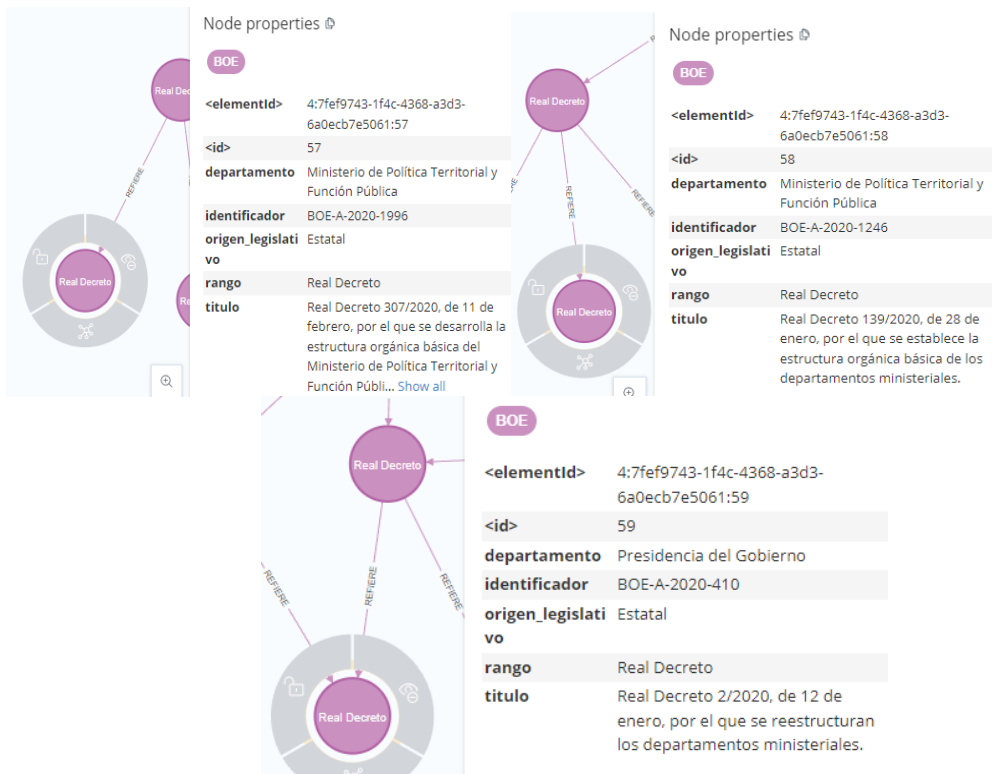 Node properties
BOE
<elementId> 4:7fef9743-1f4c-4368-a3d3-
6a0ecb7e5061:57
<id> 57
departamento Ministerio de Política Territorial y
Función Pública
identificador BOE-A-2020-1996
origen_legislati Estatal
vo
rango Real Decreto
titulo Real Decreto 307/2020, de 11 de
febrero, por el que se desarrolla la
estructura orgánica básica del
Ministerio de Política Territorial y
Función Públi... Show all
Real Dec
REFIERE
Real Decreto
Re
Node properties
BOE
<elementId> 4:7fef9743-1f4c-4368-a3d3-
6a0ecb7e5061:58
<id> 58
departamento Ministerio de Política Territorial y
Función Pública
identificador BOE-A-2020-1246
origen_legislati Estatal
vo
rango Real Decreto
titulo Real Decreto 139/2020, de 28 de
enero, por el que se establece la
estructura orgánica básica de los
departamentos ministeriales.
Real Decreto
RE
REFIERE
REFIERE
Real Decreto
BOE
<elementId> 4:7fef9743-1f4c-4368-a3d3-
6a0ecb7e5061:59
<id> 59
departamento Presidencia del Gobierno
identificador BOE-A-2020-410
origen_legislati Estatal
vo
rango Real Decreto
titulo Real Decreto 2/2020, de 12 de
enero, por el que se reestructuran
los departamentos ministeriales.
Real Decreto
REFIERE
REFIERE
REFIERE
Real Decreto